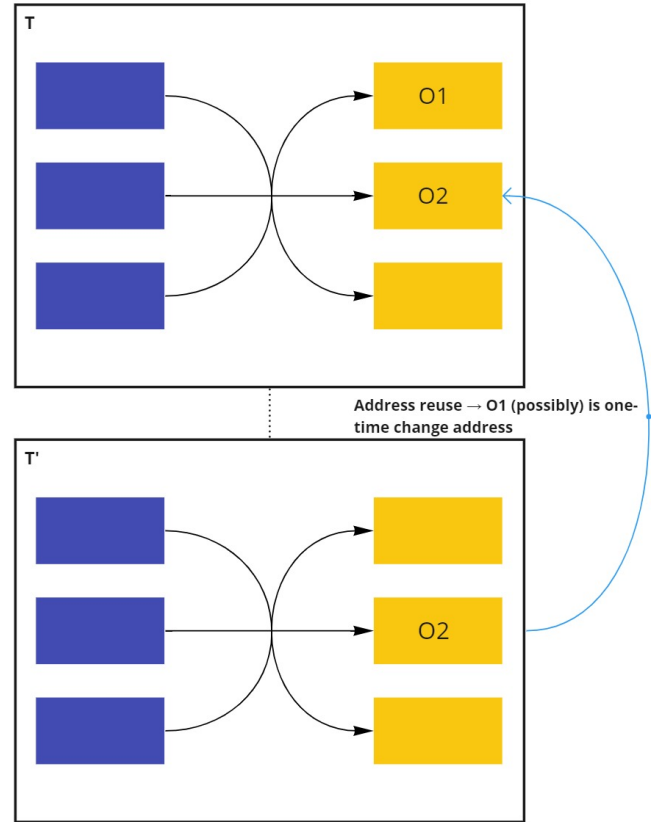 T
O1
O2
Address reuse → O1 (possibly) is one-
time change address
T'
O2